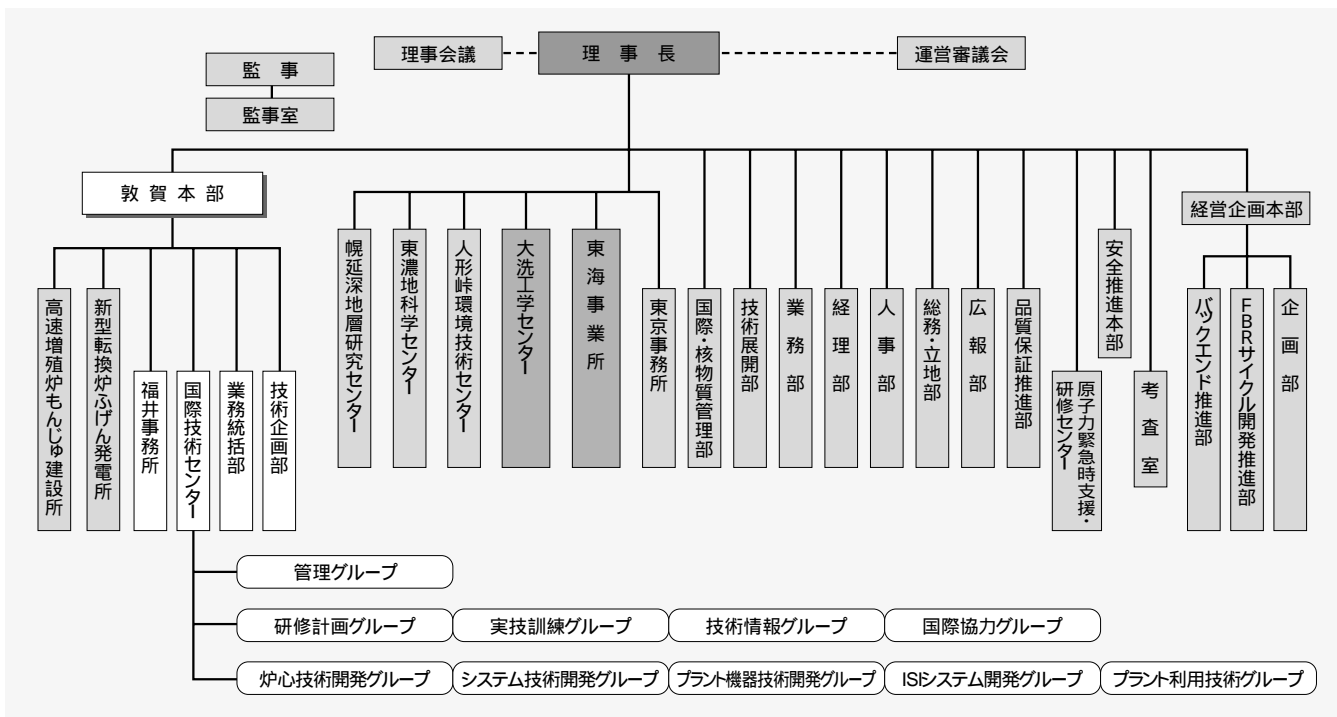 理事会議
理事長
運営審議会
監事
監事室
敦賀本部
経営企画本部
高速増殖炉もんじゅ建設所
新型転換炉ふげん発電所
福井事務所
国際技術センター
業務統括部
技術企画部
幌延深地層研究センター
東濃地科学センター
人形峠環境技術センター
大洗工学センター
東海事業所
東京事務所
国際・核物質管理部
技術展開部
業務部
経理部
人事部
総務・立地部
広報部
品質保証推進部
原子力緊急時支援・
研修センター
安全推進本部
考査室
バックエンド推進部
FBRサイクル開発推進部
企画部
管理グループ
研修計画グループ
実技訓練グループ
技術情報グループ
国際協力グループ
炉心技術開発グループ
システム技術開発グループ
プラント機器技術開発グループ
ISIシステム開発グループ
プラント利用技術グループ